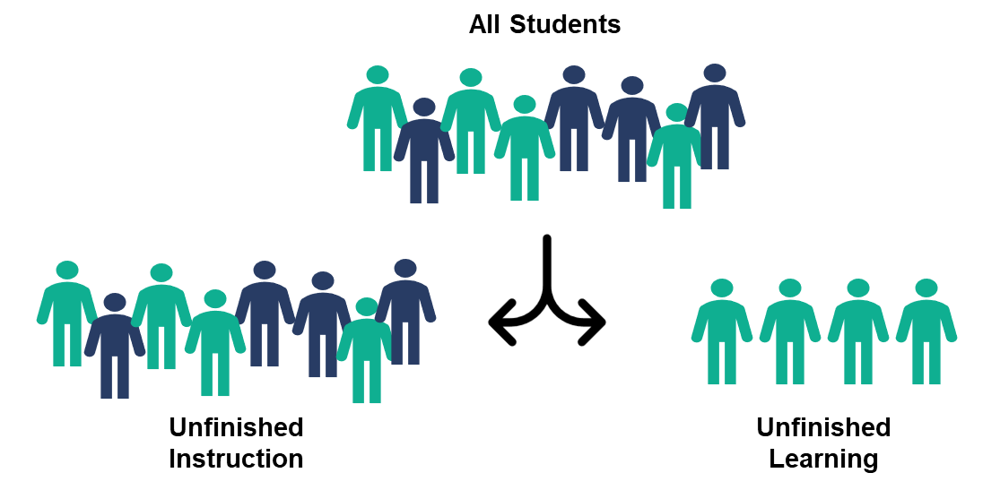 All Students
Unfinished
Instruction
Unfinished
Learning